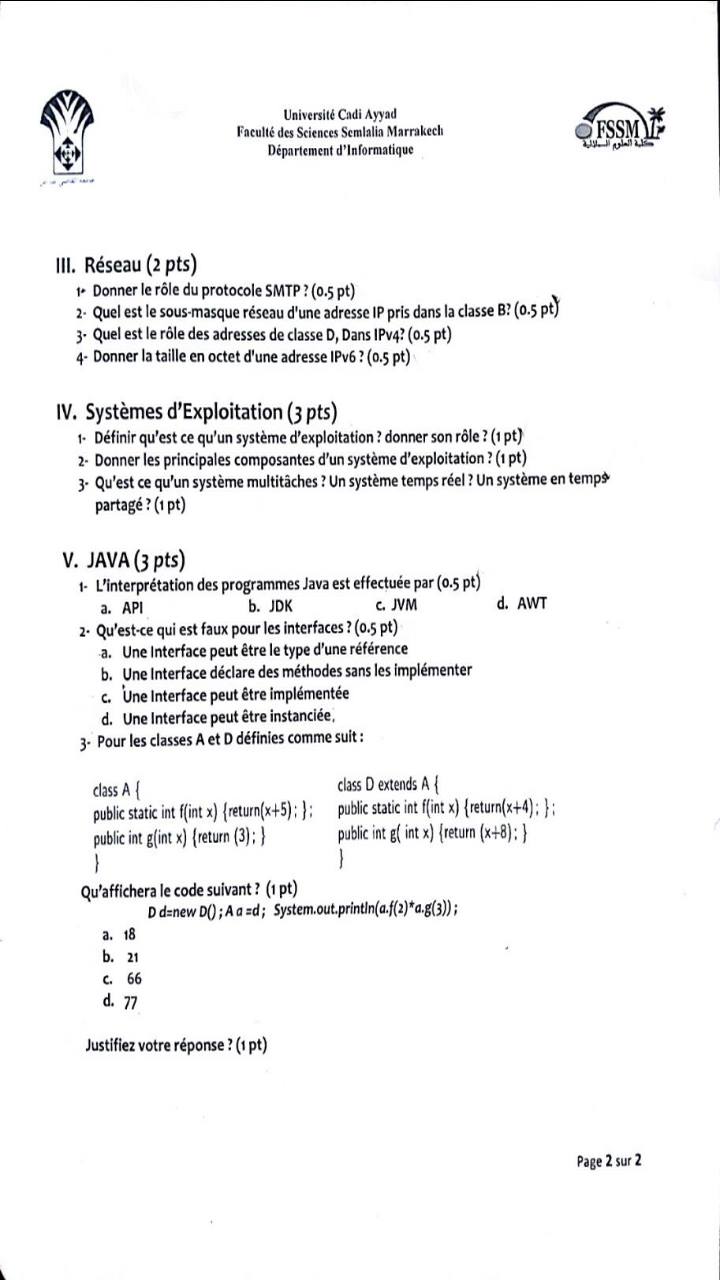 Université Cadi Ayyad
Faculté des Sciences Semlalia Marrakech
Département d'Informatique
FSSM
كلية العلوم السملالية
III. Réseau (2 pts)
1- Donner le rôle du protocole SMTP ? (0.5 pt)
2- Quel est le sous-masque réseau d'une adresse IP pris dans la classe B? (0.5 pt)
3- Quel est le rôle des adresses de classe D, Dans IPv4? (0.5 pt)
4- Donner la taille en octet d'une adresse IPv6 ? (0.5 pt)
IV. Systèmes d'Exploitation (3 pts)
1- Définir qu'est ce qu'un système d'exploitation ? donner son rôle ? (1 pt)
2- Donner les principales composantes d'un système d'exploitation ? (1 pt)
3- Qu'est ce qu'un système multitâches ? Un système temps réel ? Un système en temps
partagé ? (1 pt)
V. JAVA (3 pts)
1- L'interprétation des programmes Java est effectuée par (0.5 pt)
a. API b. JDK c. JVM d. AWT
2- Qu'est-ce qui est faux pour les interfaces ? (0.5 pt)
a. Une Interface peut être le type d'une référence
b. Une Interface déclare des méthodes sans les implémenter
c. Une Interface peut être implémentée
d. Une Interface peut être instanciée,
3- Pour les classes A et D définies comme suit :
class A {
public static int f(int x) {return(x+5) ; } ;
public int g(int x) {return (3) ; }
}
class D extends A {
public static int f(int x) {return(x+4) ; } ;
public int g( int x) {return (x+8) ; }
}
Qu'affichera le code suivant ? (1 pt)
D d=new D() ; A a =d ; System.out.println(a.f(2)*a.g(3)) ;
a. 18
b. 21
c. 66
d. 77
Justifiez votre réponse ? (1 pt)
Page 2 sur 2